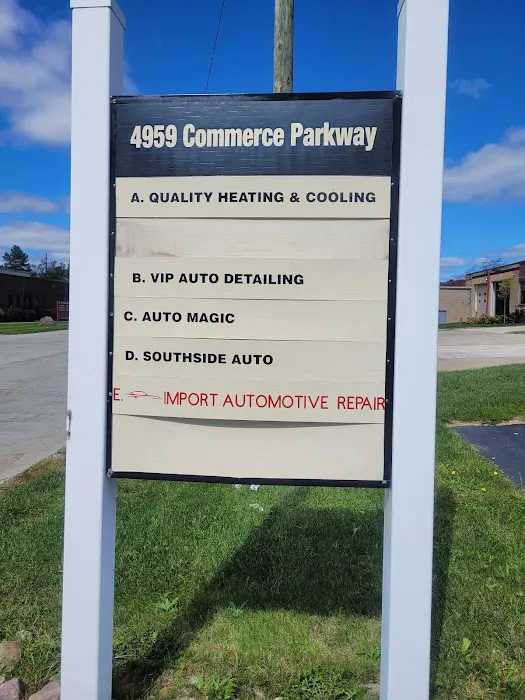 4959 Commerce Parkway
A. QUALITY HEATING & COOLING
B. VIP AUTO DETAILING
C. AUTO MAGIC
D. SOUTHSIDE AUTO
E. IMPORT AUTOMOTIVE REPAIR